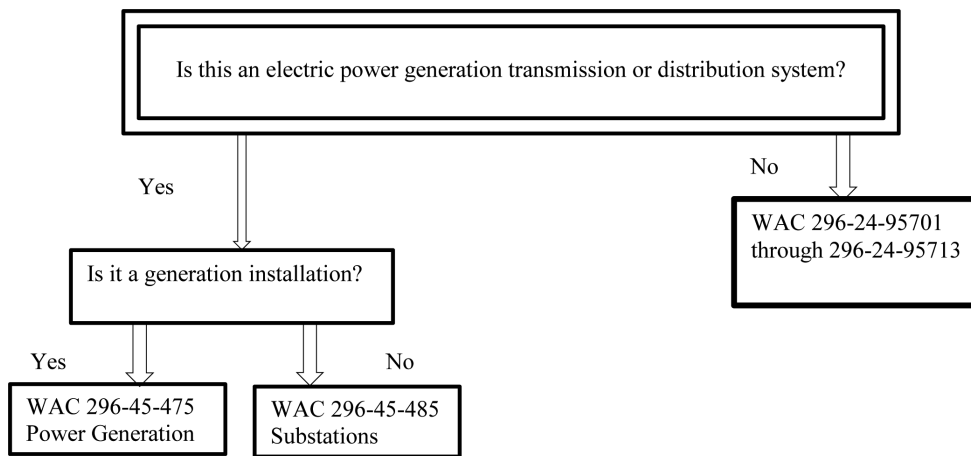 Is this an electric power generation transmission or distribution system?
Yes
No
WAC 296-24-95701
through 296-24-95713
Is it a generation installation?
Yes
No
WAC 296-45-475
Power Generation
WAC 296-45-485
Substations